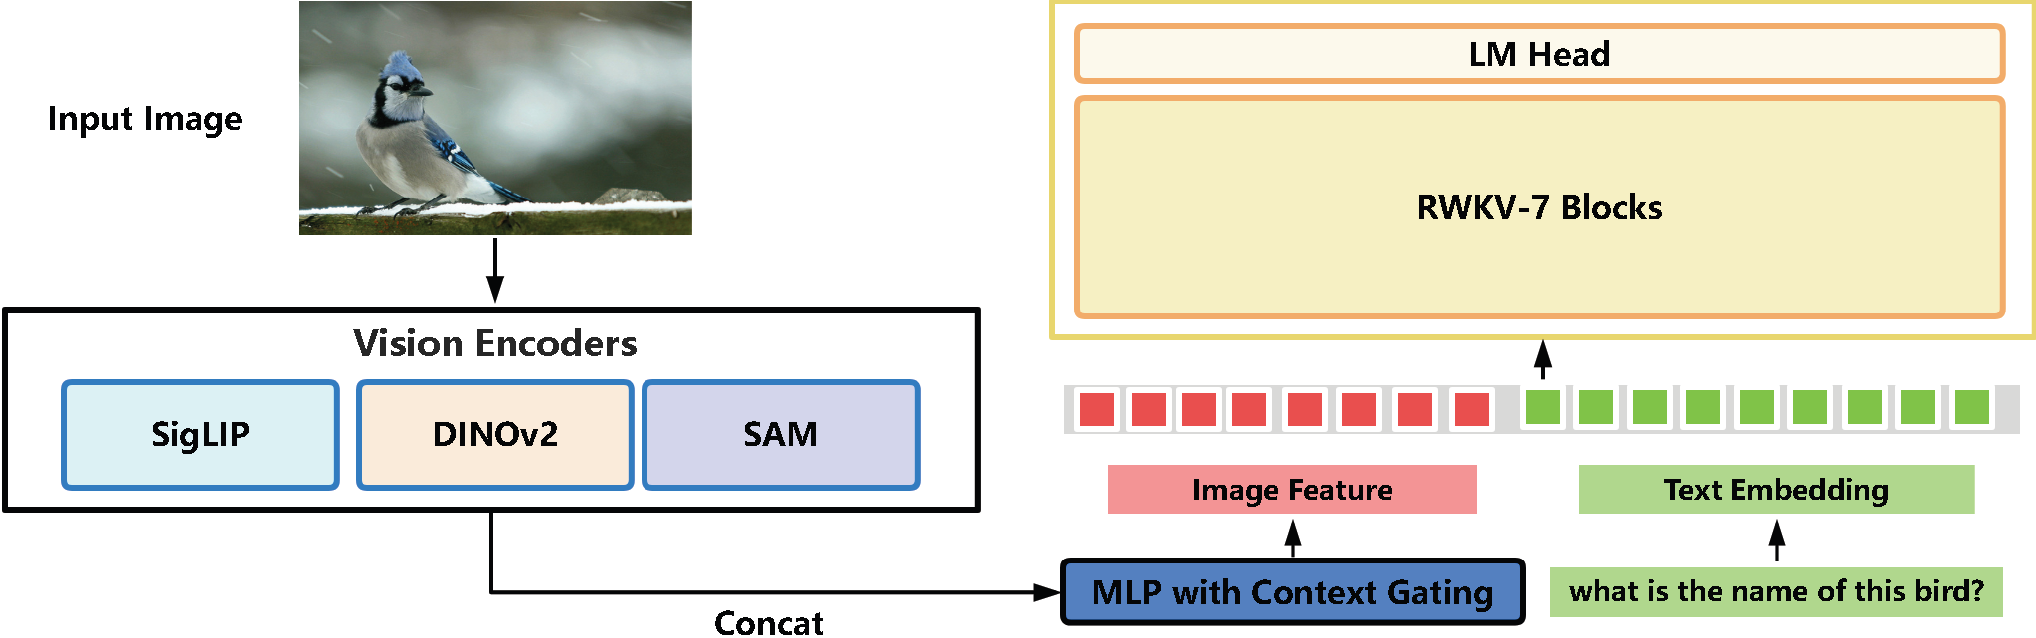 Input Image
Vision Encoders
SigLIP
DINOv2
SAM
Concat
LM Head
RWKV-7 Blocks
Image Feature
Text Embedding
MLP with Context Gating
what is the name of this bird?